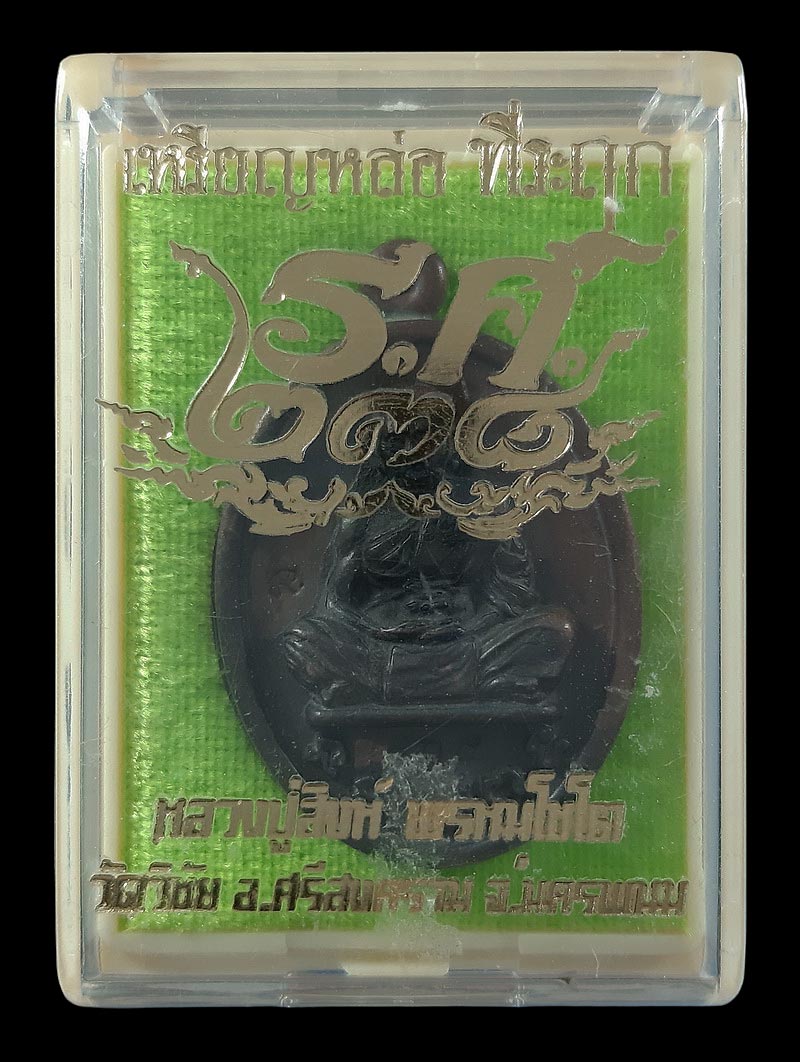 เหรียญหล่อ ที่ระฤก
ร.ศ.
๒๓๘
หลวงปู่สิงห์ พรหมโชโต
วัดวิชัย อ.ศรีสงคราม จ.นครพนม